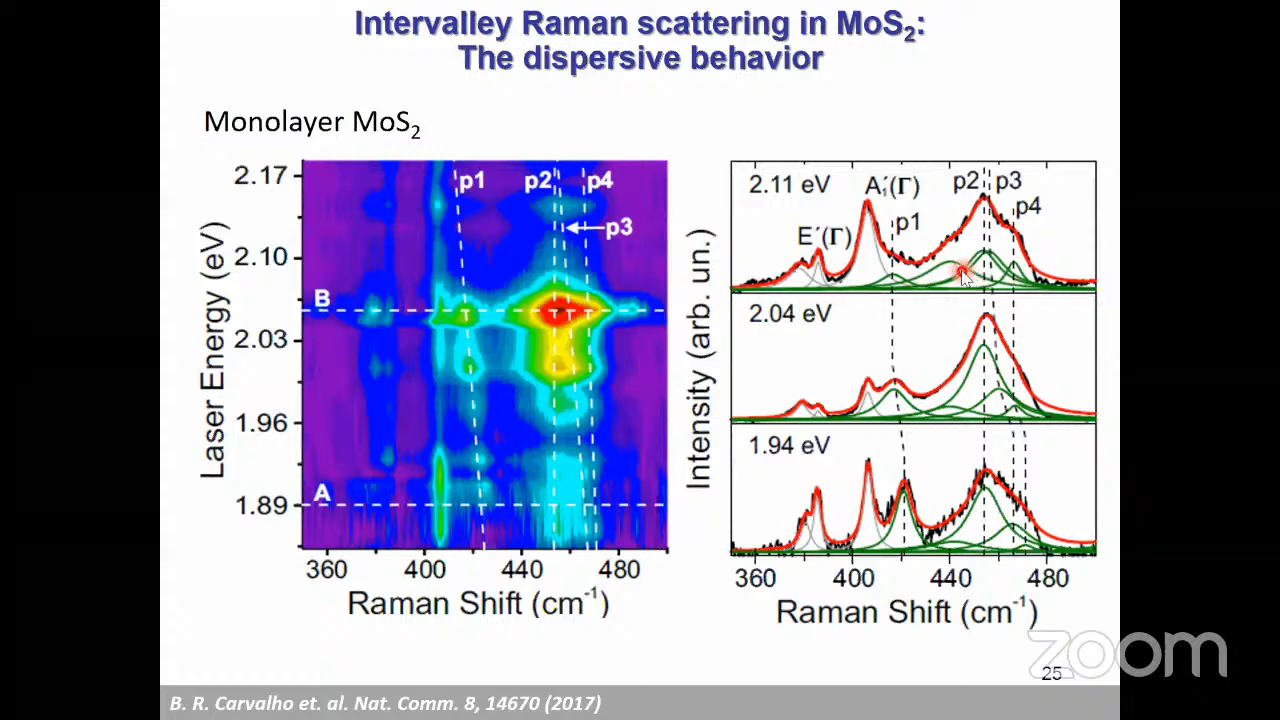 Intervalley Raman scattering in MoS₂:
The dispersive behavior
Monolayer MoS₂
Laser Energy (eV)
2.17
2.10
2.03
1.96
1.89
p1
p2
p4
p3
B
A
360
400
440
480
Raman Shift (cm⁻¹)
Intensity (arb. un.)
2.11 eV
E´(Γ)
A´₁(Γ)
p1
p2
p3
p4
2.04 eV
1.94 eV
360
400
440
480
Raman Shift (cm⁻¹)
zoom
25
B. R. Carvalho et. al. Nat. Comm. 8, 14670 (2017)